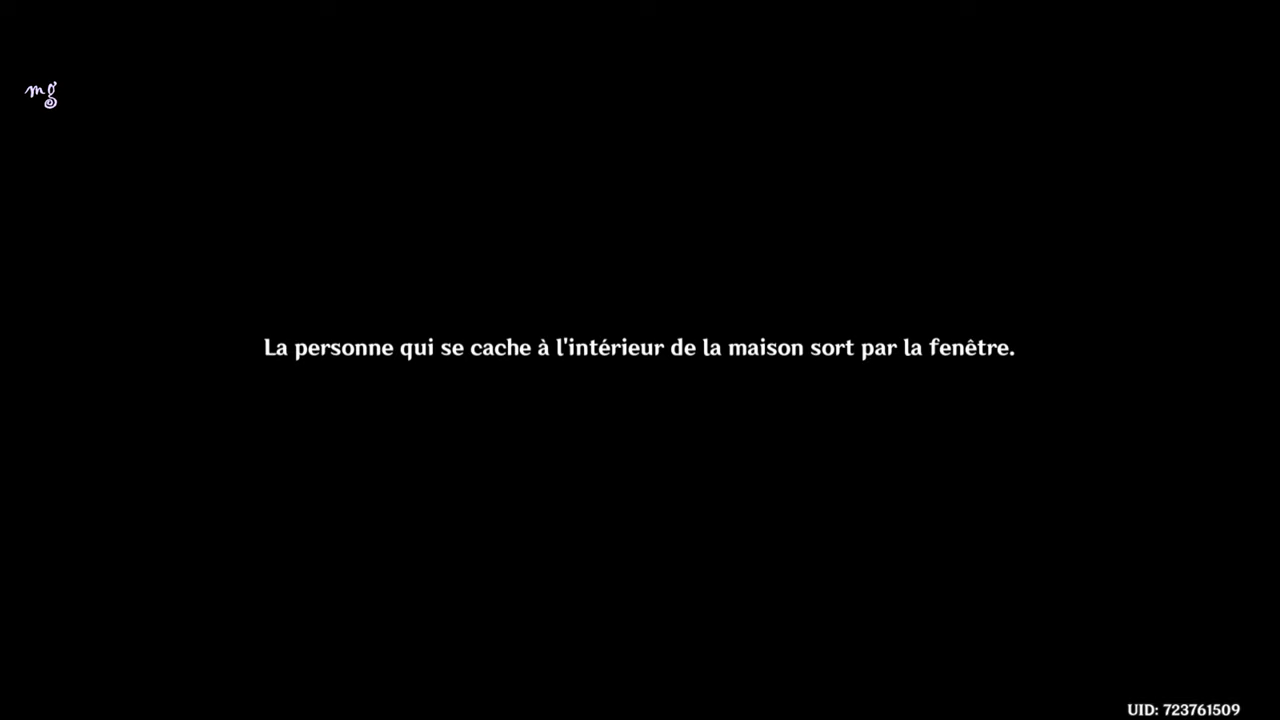 mg
La personne qui se cache à l'intérieur de la maison sort par la fenêtre.
UID: 723761509